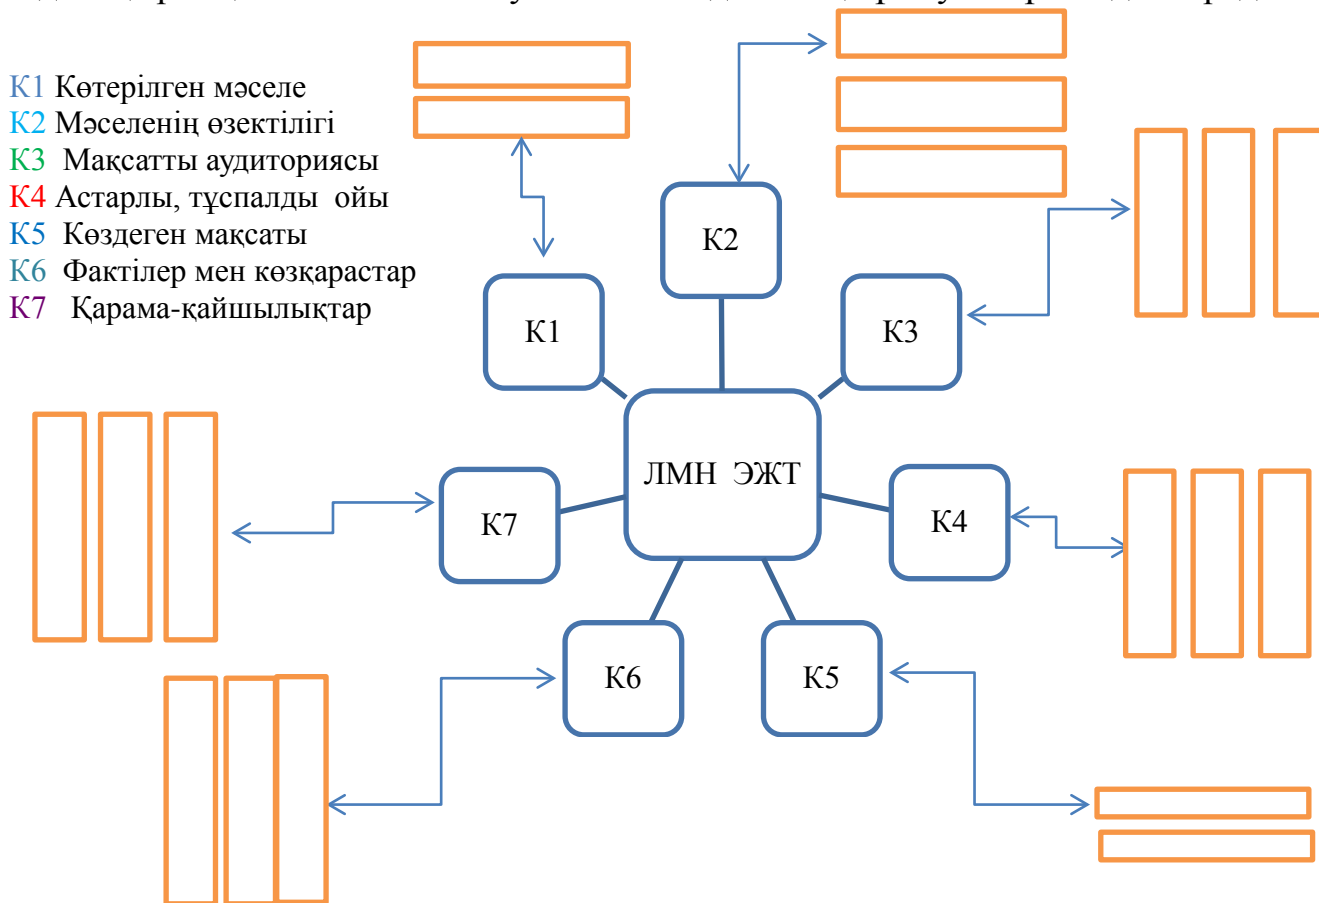 К1 Көтерілген мәселе
К2 Мәселенің өзектілігі
К3 Мақсатты аудиториясы
К4 Астарлы, тұспалды ойы
К5 Көздеген мақсаты
К6 Фактілер мен көзқарастар
К7 Қарама-қайшылықтар
К2
К1
К3
ЛМН ЭЖТ
К7
К4
К6
К5